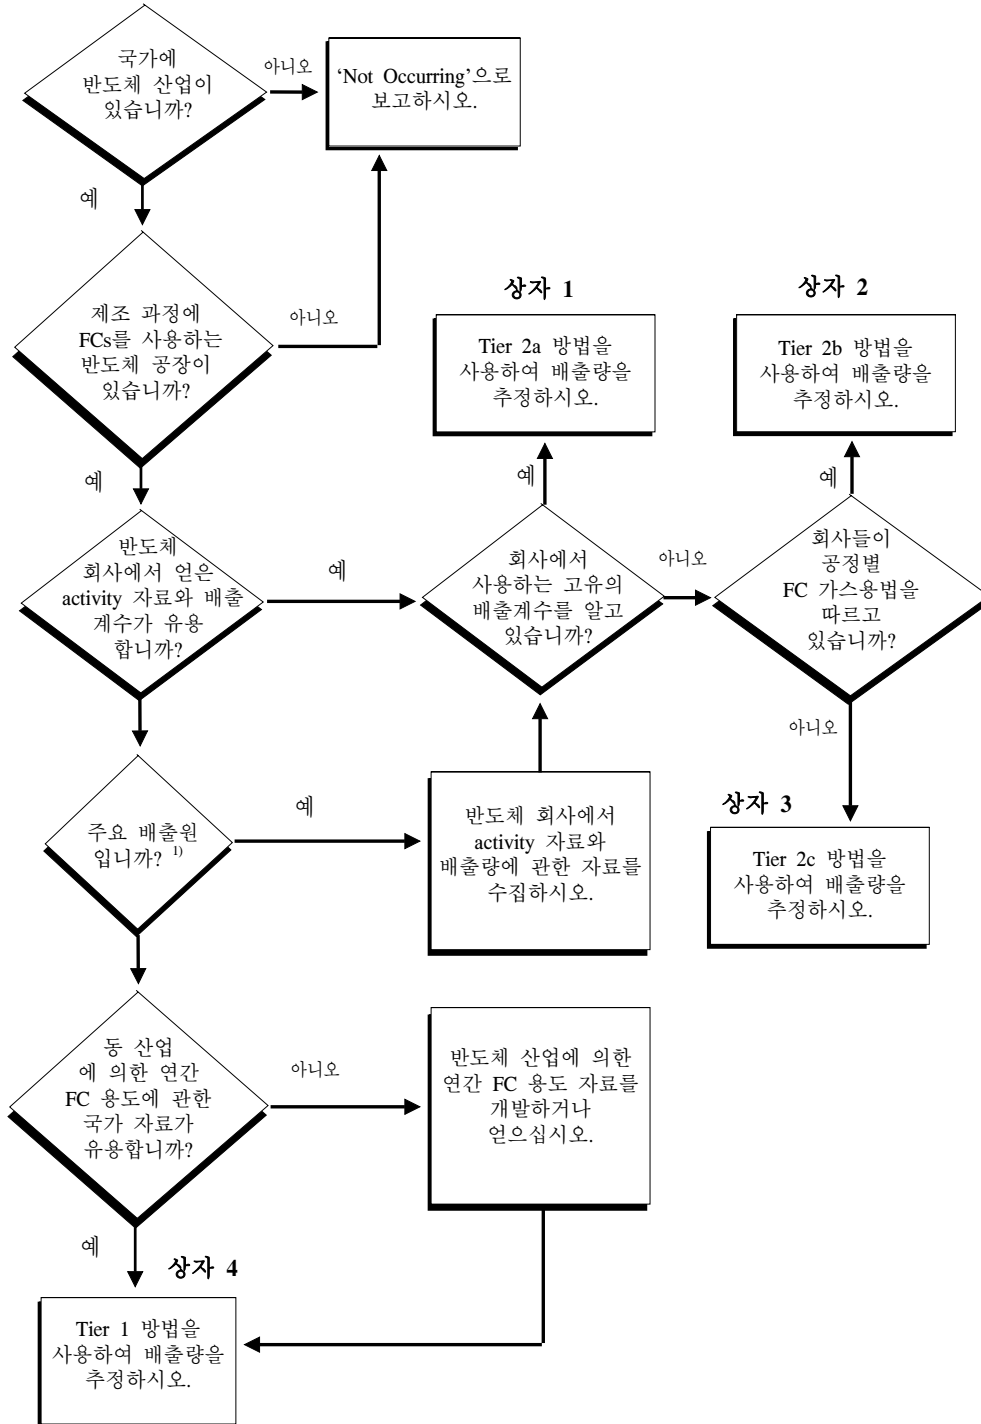 국가에
반도체 산업이
있습니까?
아니오
‘Not Occurring’으로
보고하시오.
예
제조 과정에
FCs를 사용하는
반도체 공장이
있습니까?
아니오
예
상자 1
Tier 2a 방법을
사용하여 배출량을
추정하시오.
상자 2
Tier 2b 방법을
사용하여 배출량을
추정하시오.
예
예
반도체
회사에서 얻은
activity 자료와 배출
계수가 유용
합니까?
예
회사에서
사용하는 고유의
배출계수를 알고
있습니까?
아니오
회사들이
공정별
FC 가스용법을
따르고
있습니까?
아니오
주요 배출원
입니까? 1)
예
반도체 회사에서
activity 자료와
배출량에 관한 자료를
수집하시오.
상자 3
Tier 2c 방법을
사용하여 배출량을
추정하시오.
동 산업
에 의한 연간
FC 용도에 관한
국가 자료가
유용합니까?
아니오
반도체 산업에 의한
연간 FC 용도 자료를
개발하거나
얻으십시오.
예
상자 4
Tier 1 방법을
사용하여 배출량을
추정하시오.